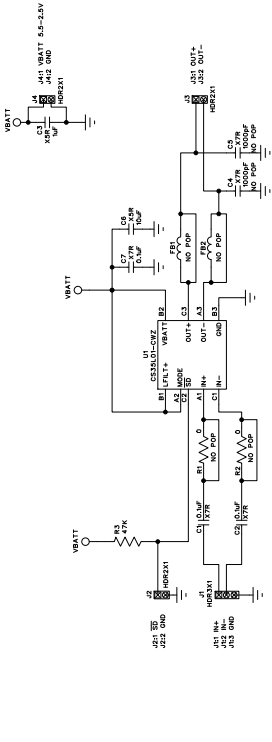 J4:1 VBATT 5.5-2.5V
J4:2 GND
VBATT
J4
HDR2X1
C3
X5R
1uF
J3:1 OUT+
J3:2 OUT-
J3
HDR2X1
C5
X7R
1000pF
NO POP
C4
X7R
1000pF
NO POP
FB1
NO POP
FB2
NO POP
C6
X5R
10uF
C7
X7R
0.1uF
VBATT
U1
CS35L01-CWZ
B1
LFILT+
VBATT
B2
A2
MODE
C2
SD
OUT+
C3
A1
IN+
OUT-
A3
C1
IN-
GND
B3
R1
0
NO POP
R2
0
NO POP
C1
0.1uF
X7R
C2
0.1uF
X7R
VBATT
R3
47K
J2
HDR2X1
J2:1 SD
J2:2 GND
J1
HDR3X1
J1:1 IN+
J1:2 IN-
J1:3 GND